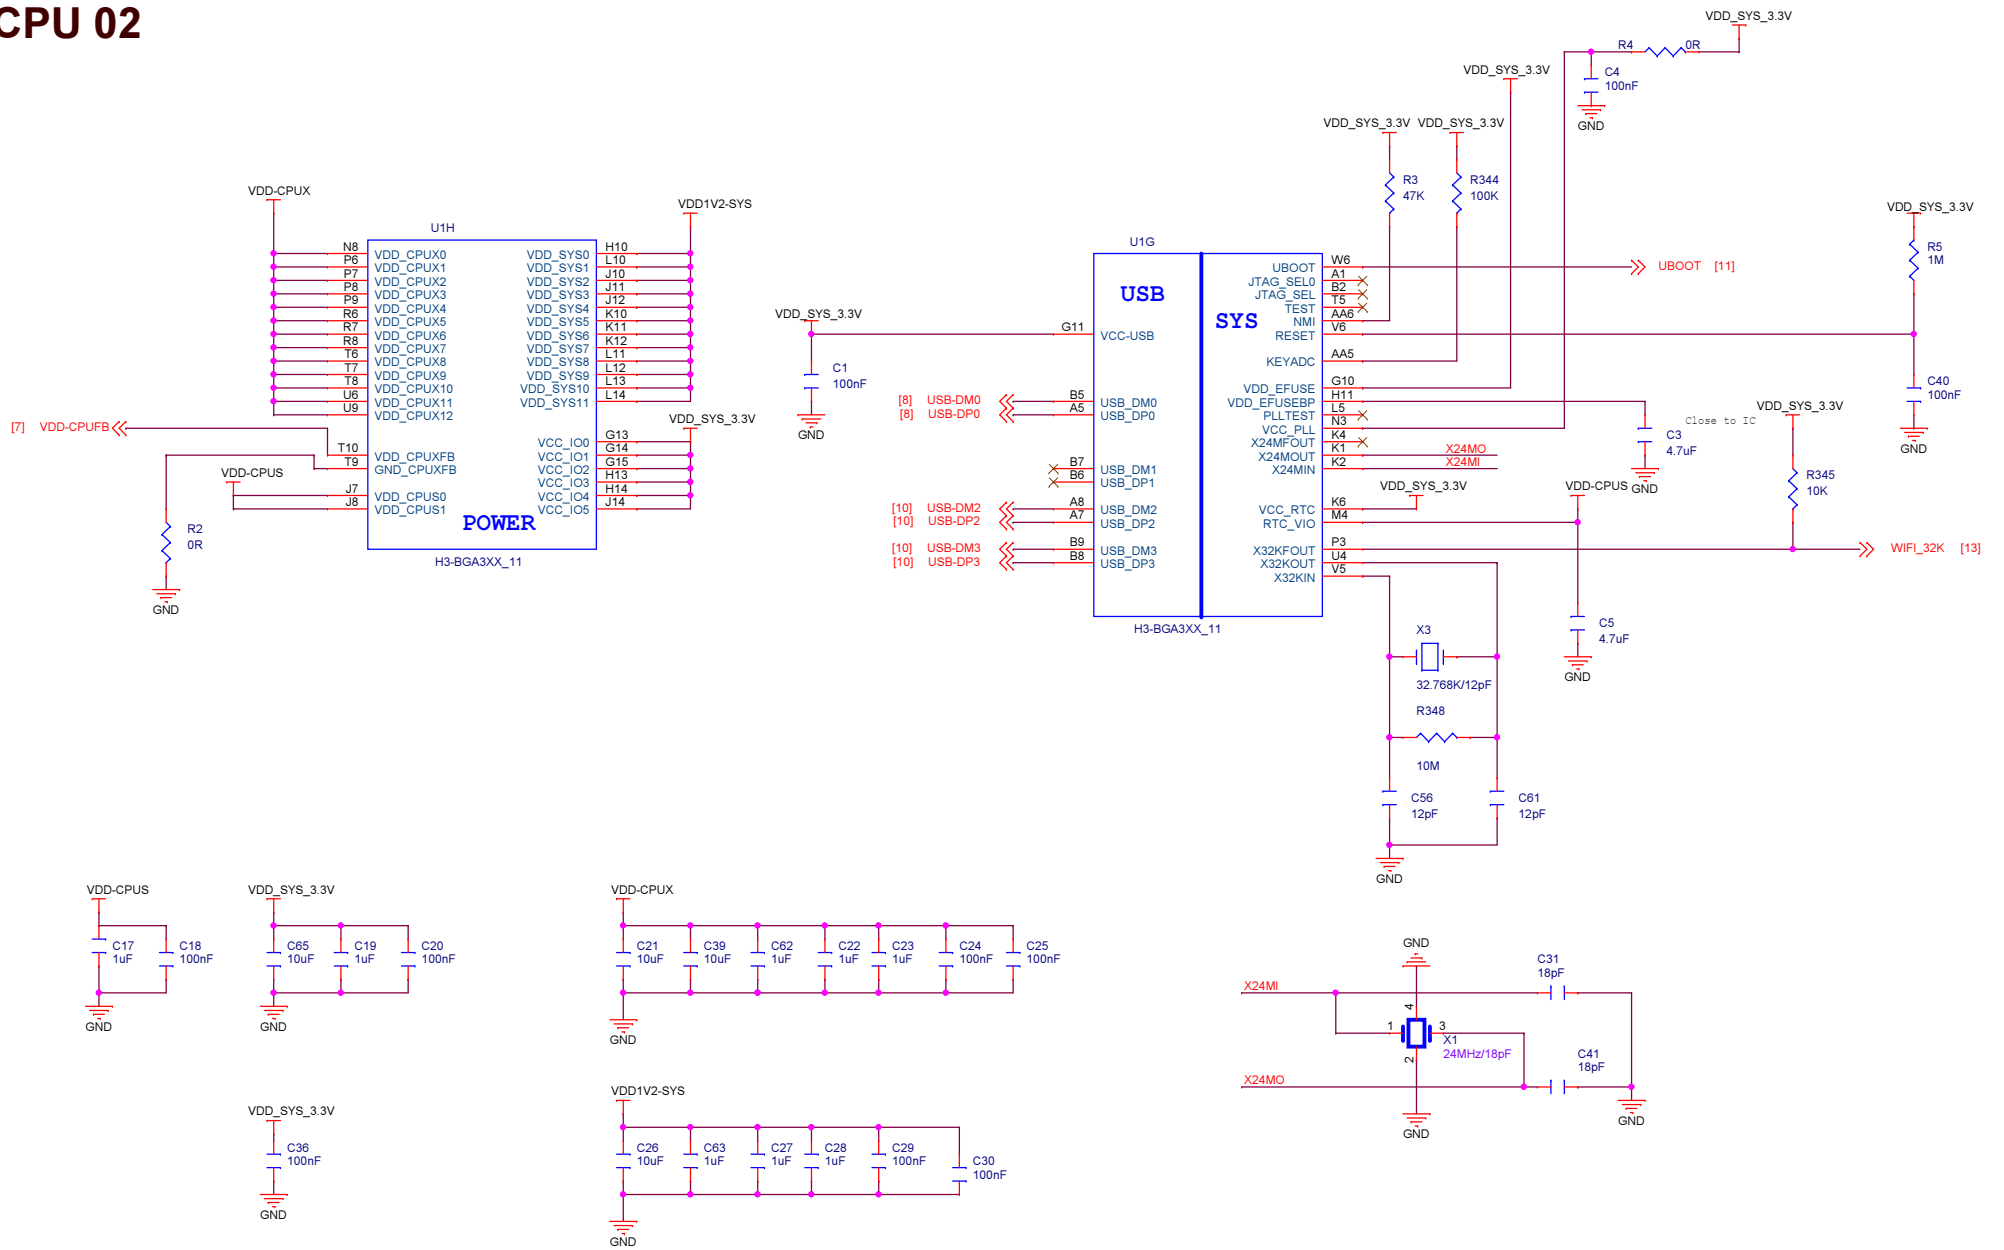 CPU 02
VDD_SYS_3.3V
R4
0R
C4
100nF
GND
VDD_SYS_3.3V
VDD_SYS_3.3V
VDD_SYS_3.3V
R3
47K
R344
100K
VDD-CPUX
VDD1V2-SYS
U1H
N8 VDD_CPUX0 VDD_SYS0 H10
P6 VDD_CPUX1 VDD_SYS1 L10
P7 VDD_CPUX2 VDD_SYS2 J10
P8 VDD_CPUX3 VDD_SYS3 J11
P9 VDD_CPUX4 VDD_SYS4 J12
R6 VDD_CPUX5 VDD_SYS5 K10
R7 VDD_CPUX6 VDD_SYS6 K11
R8 VDD_CPUX7 VDD_SYS7 K12
T6 VDD_CPUX8 VDD_SYS8 L11
T7 VDD_CPUX9 VDD_SYS9 L12
T8 VDD_CPUX10 VDD_SYS10 L13
U6 VDD_CPUX11 VDD_SYS11 L14
U9 VDD_CPUX12
VDD_SYS_3.3V
[7] VDD-CPUFB
VCC_IO0 G13
T10 VDD_CPUXFB VCC_IO1 G14
T9 GND_CPUXFB VCC_IO2 G15
VCC_IO3 H13
VDD-CPUS
J7 VDD_CPUS0 VCC_IO4 H14
J8 VDD_CPUS1 VCC_IO5 J14
POWER
H3-BGA3XX_11
R2
0R
GND
U1G
USB
SYS
UBOOT W6
UBOOT [11]
JTAG_SEL0 A1
JTAG_SEL B2
TEST T5
NMI AA6
RESET V6
KEYADC AA5
VDD_EFUSE G10
VDD_EFUSEBP H11
PLLTEST L5
VCC_PLL N3
X24MFOUT K4
X24MOUT K1 X24MO
X24MIN K2 X24MI
VCC_RTC K6
RTC_VIO M4
X32KFOUT P3
X32KOUT U4
X32KIN V5
VDD_SYS_3.3V
C1
100nF
GND
G11 VCC-USB
[8] USB-DM0 B5 USB_DM0
[8] USB-DP0 A5 USB_DP0
B7 USB_DM1
B6 USB_DP1
[10] USB-DM2 A8 USB_DM2
[10] USB-DP2 A7 USB_DP2
[10] USB-DM3 B9 USB_DM3
[10] USB-DP3 B8 USB_DP3
H3-BGA3XX_11
VDD_SYS_3.3V
R5
1M
C40
100nF
GND
Close to IC
C3
4.7uF
GND
VDD_SYS_3.3V
R345
10K
VDD_SYS_3.3V
VDD-CPUS
WIFI_32K [13]
C5
4.7uF
GND
X3
32.768K/12pF
R348
10M
C56
12pF
C61
12pF
GND
VDD-CPUS
C17
1uF
C18
100nF
GND
VDD_SYS_3.3V
C65
10uF
C19
1uF
C20
100nF
GND
VDD-CPUX
C21
10uF
C39
10uF
C62
1uF
C22
1uF
C23
1uF
C24
100nF
C25
100nF
GND
VDD_SYS_3.3V
C36
100nF
GND
VDD1V2-SYS
C26
10uF
C63
1uF
C27
1uF
C28
1uF
C29
100nF
C30
100nF
GND
GND
C31
18pF
X24MI
4
1
3
X1
24MHz/18pF
2
C41
18pF
X24MO
GND
GND